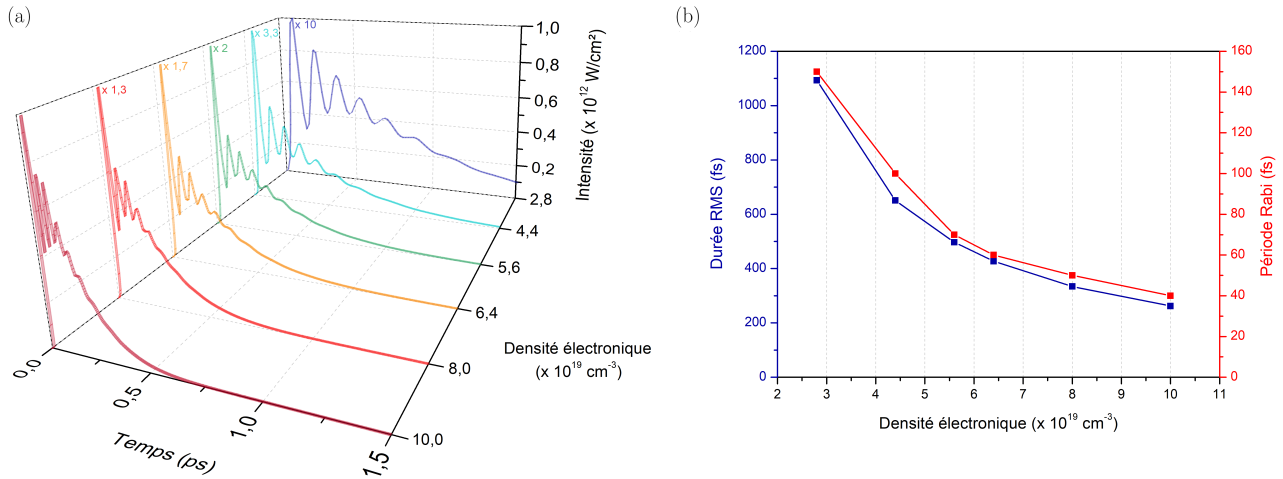 (a)
x 10
x 3,3
x 2
x 1,7
x 1,3
1,0
0,8
0,6
0,4
0,2
Intensité (x 10¹² W/cm²)
2,8
4,4
5,6
6,4
8,0
10,0
Densité électronique
(x 10¹⁹ cm⁻³)
0,0
0,5
1,0
1,5
Temps (ps)
(b)
1200
1000
800
600
400
200
0
Durée RMS (fs)
160
140
120
100
80
60
40
20
0
Période Rabi (fs)
2 3 4 5 6 7 8 9 10 11
Densité électronique (x 10¹⁹ cm⁻³)